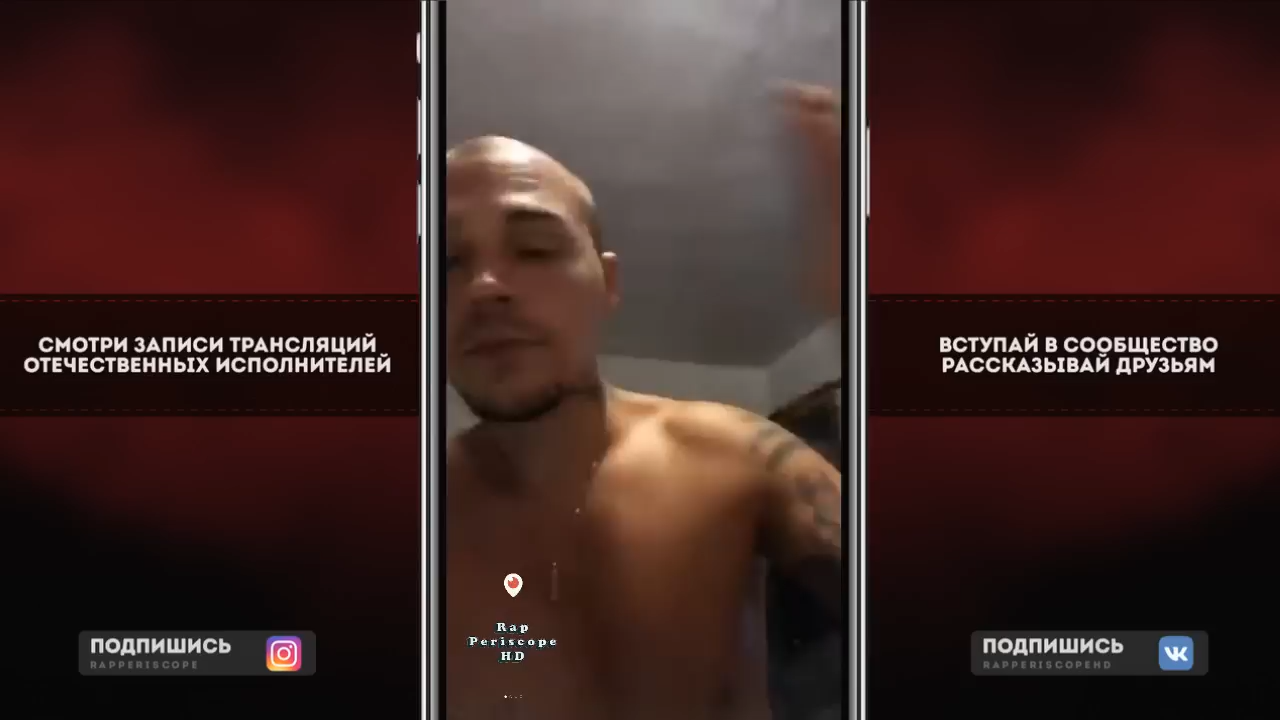 СМОТРИ ЗАПИСИ ТРАНСЛЯЦИЙ
ОТЕЧЕСТВЕННЫХ ИСПОЛНИТЕЛЕЙ
ВСТУПАЙ В СООБЩЕСТВО
РАССКАЗЫВАЙ ДРУЗЬЯМ
Rap
Periscope
HD
ПОДПИШИСЬ
RAPPERISCOPE
ПОДПИШИСЬ
RAPPERISCOPEHD